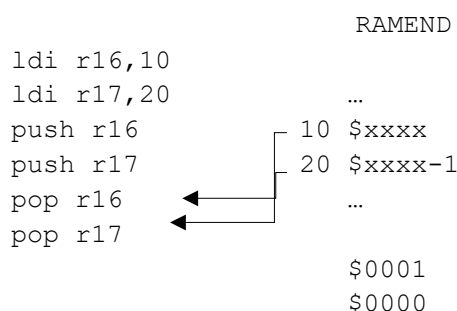 RAMEND
ldi r16,10
ldi r17,20 …
push r16 10 $xxxx
push r17 20 $xxxx-1
pop r16 …
pop r17
$0001
$0000